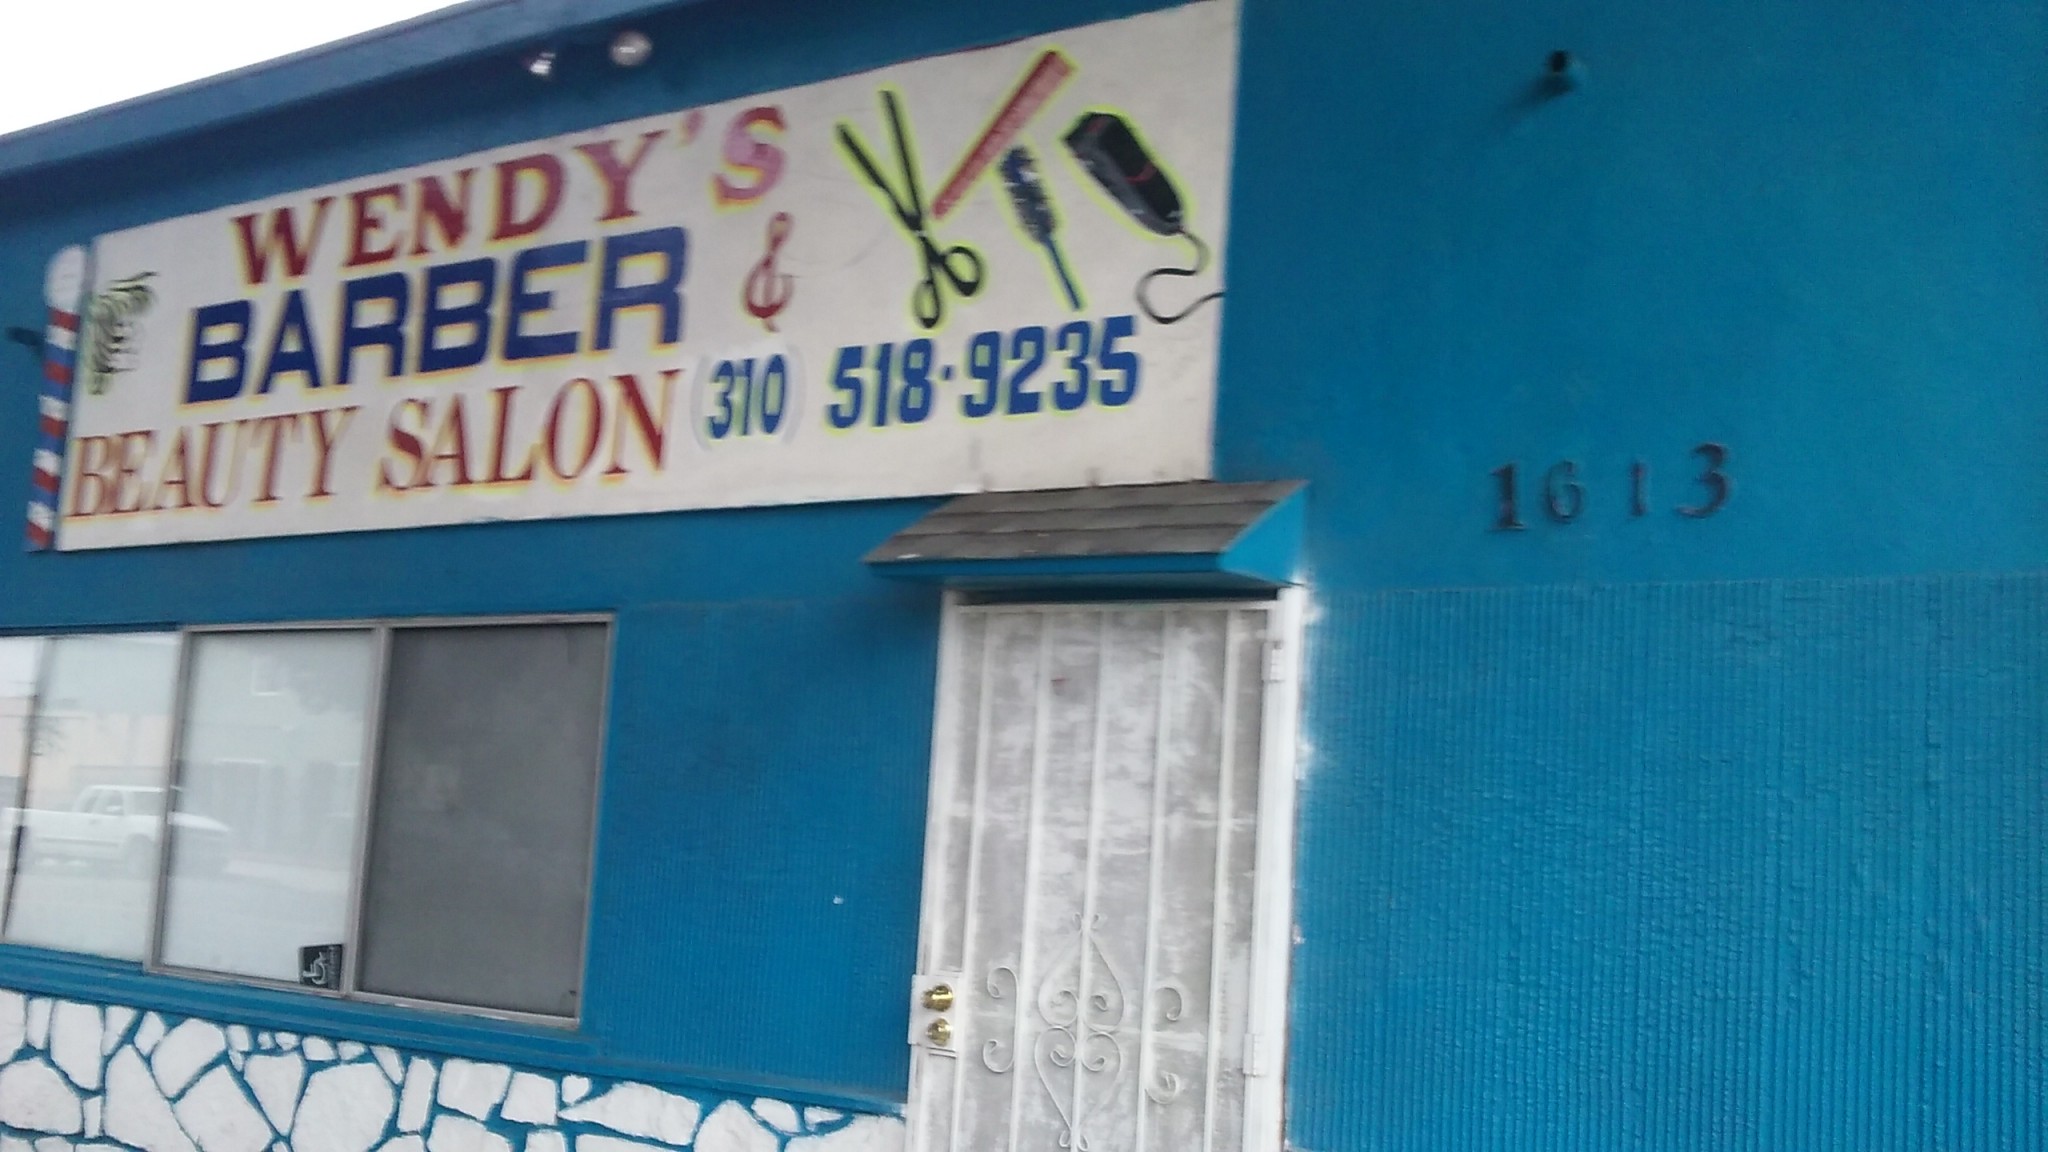 WENDY'S
BARBER &
BEAUTY SALON (310) 518-9235
1613